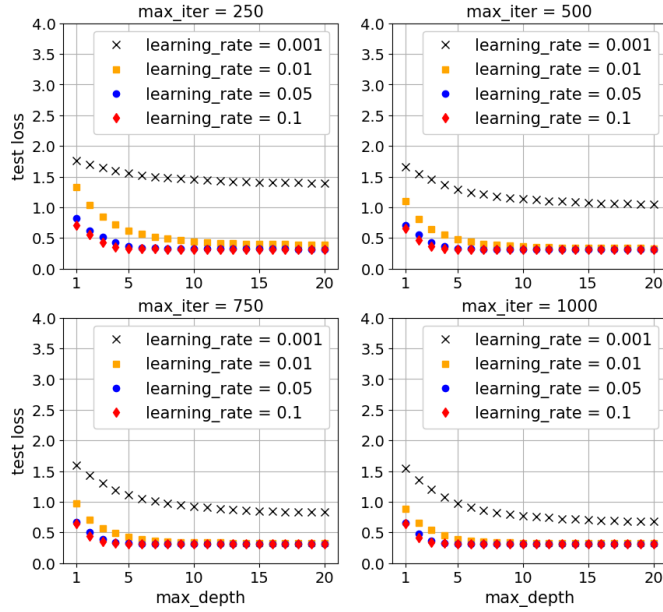 max_iter = 250
4.0
3.5
3.0
2.5
2.0
1.5
1.0
0.5
0.0
test loss
learning_rate = 0.001
learning_rate = 0.01
learning_rate = 0.05
learning_rate = 0.1
1 5 10 15 20
max_iter = 500
4.0
3.5
3.0
2.5
2.0
1.5
1.0
0.5
0.0
learning_rate = 0.001
learning_rate = 0.01
learning_rate = 0.05
learning_rate = 0.1
1 5 10 15 20
max_iter = 750
4.0
3.5
3.0
2.5
2.0
1.5
1.0
0.5
0.0
test loss
learning_rate = 0.001
learning_rate = 0.01
learning_rate = 0.05
learning_rate = 0.1
1 5 10 15 20
max_depth
max_iter = 1000
4.0
3.5
3.0
2.5
2.0
1.5
1.0
0.5
0.0
learning_rate = 0.001
learning_rate = 0.01
learning_rate = 0.05
learning_rate = 0.1
1 5 10 15 20
max_depth